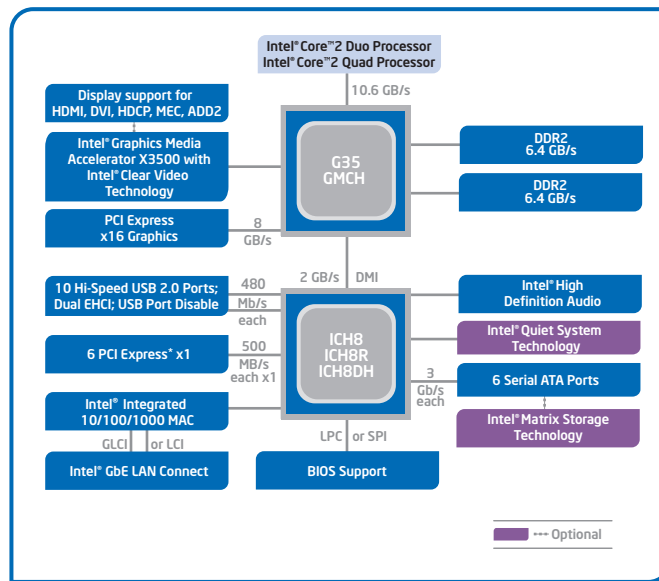 Intel® Core™2 Duo Processor
Intel® Core™2 Quad Processor
10.6 GB/s
Display support for
HDMI, DVI, HDCP, MEC, ADD2
Intel® Graphics Media
Accelerator X3500 with
Intel® Clear Video
Technology
PCI Express
x16 Graphics
8
GB/s
G35
GMCH
DDR2
6.4 GB/s
DDR2
6.4 GB/s
2 GB/s
DMI
10 Hi-Speed USB 2.0 Ports;
Dual EHCI; USB Port Disable
480
Mb/s
each
6 PCI Express* x1
500
MB/s
each x1
Intel® Integrated
10/100/1000 MAC
GLCI
or LCI
Intel® GbE LAN Connect
ICH8
ICH8R
ICH8DH
Intel® High
Definition Audio
Intel® Quiet System
Technology
3
Gb/s
each
6 Serial ATA Ports
Intel® Matrix Storage
Technology
LPC
or SPI
BIOS Support
Optional